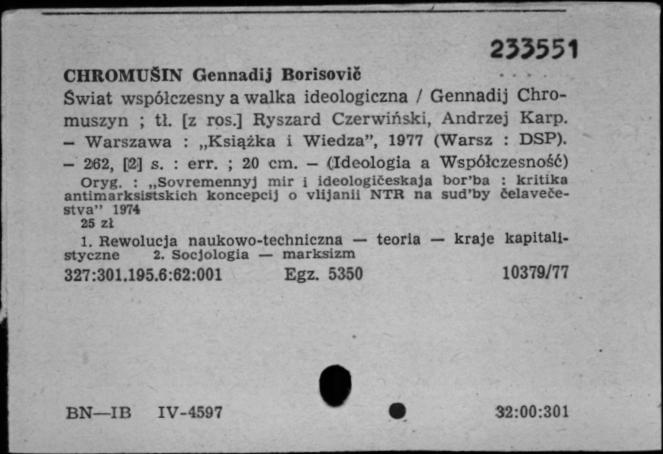 233551
CHROMUŠIN Gennadij Borisovič
Świat współczesny a walka ideologiczna / Gennadij Chro-
muszyn ; tł. [z ros.] Ryszard Czerwiński, Andrzej Karp.
— Warszawa : „Książka i Wiedza”, 1977 (Warsz : DSP).
— 262, [2] s. : err. ; 20 cm. — (Ideologia a Współczesność)
Oryg. : „Sovremennyj mir i ideologičeskaja bor’ba : kritika
antimarksistskich koncepcij o vlijanii NTR na sud’by čelaveče-
stva” 1974
25 zł
1. Rewolucja naukowo-techniczna — teoria — kraje kapitali-
styczne 2. Socjologia — marksizm
327:301.195.6:62:001 Egz. 5350 10379/77
BN—IB IV-4597 32:00:301